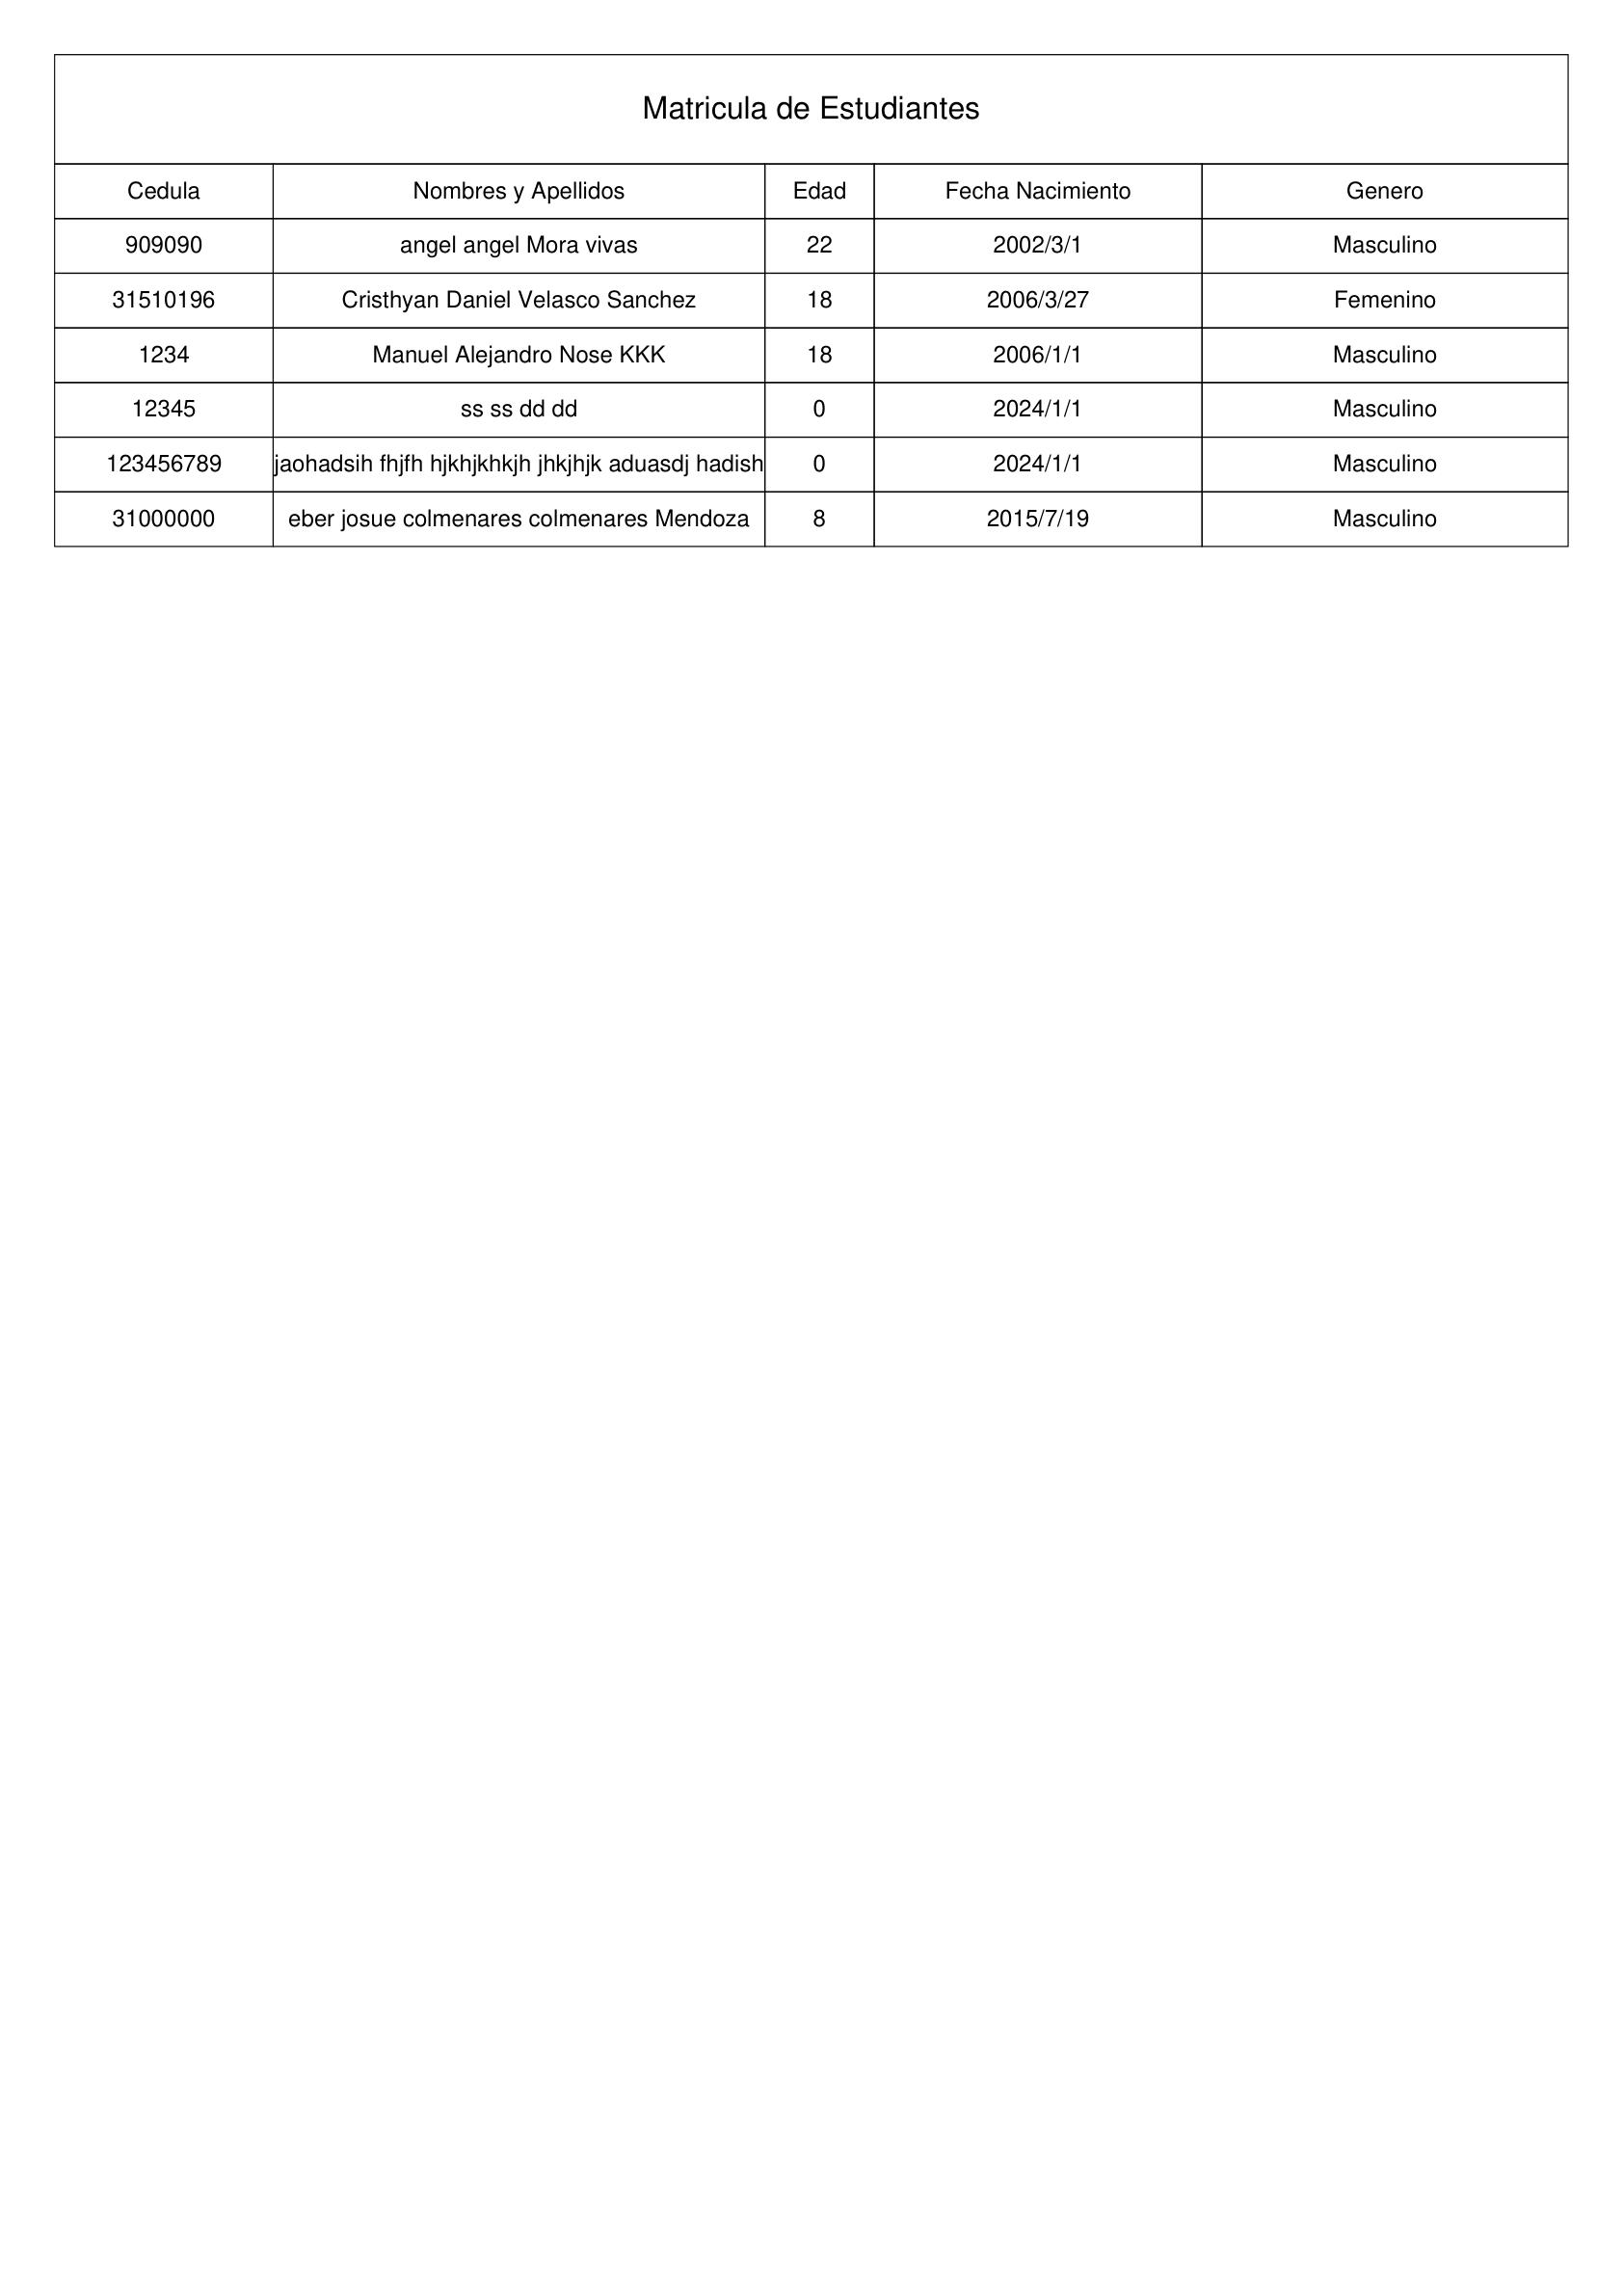 Matricula de Estudiantes
Cedula Nombres y Apellidos Edad Fecha Nacimiento Genero
909090 angel angel Mora vivas 22 2002/3/1 Masculino
31510196 Cristhyan Daniel Velasco Sanchez 18 2006/3/27 Femenino
1234 Manuel Alejandro Nose KKK 18 2006/1/1 Masculino
12345 ss ss dd dd 0 2024/1/1 Masculino
123456789 jaohadsih fhjfh hjkhjkhkjh jhkjhjk aduasdj hadish 0 2024/1/1 Masculino
31000000 eber josue colmenares colmenares Mendoza 8 2015/7/19 Masculino